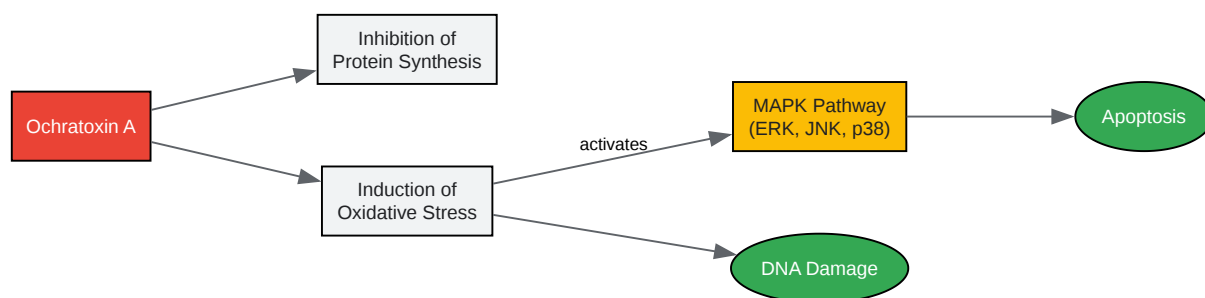 Ochratoxin A
Inhibition of
Protein Synthesis
Induction of
Oxidative Stress
activates
MAPK Pathway
(ERK, JNK, p38)
Apoptosis
DNA Damage